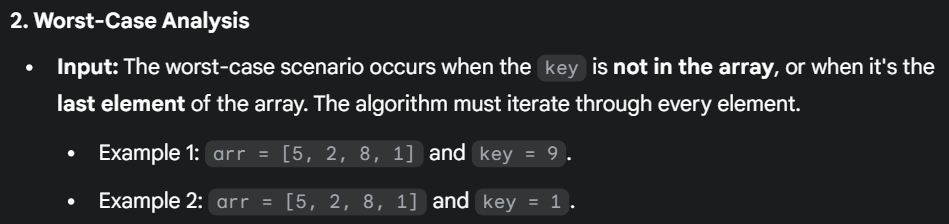 2. Worst-Case Analysis
• Input: The worst-case scenario occurs when the key is not in the array, or when it's the
last element of the array. The algorithm must iterate through every element.
• Example 1: arr = [5, 2, 8, 1] and key = 9.
• Example 2: arr = [5, 2, 8, 1] and key = 1.